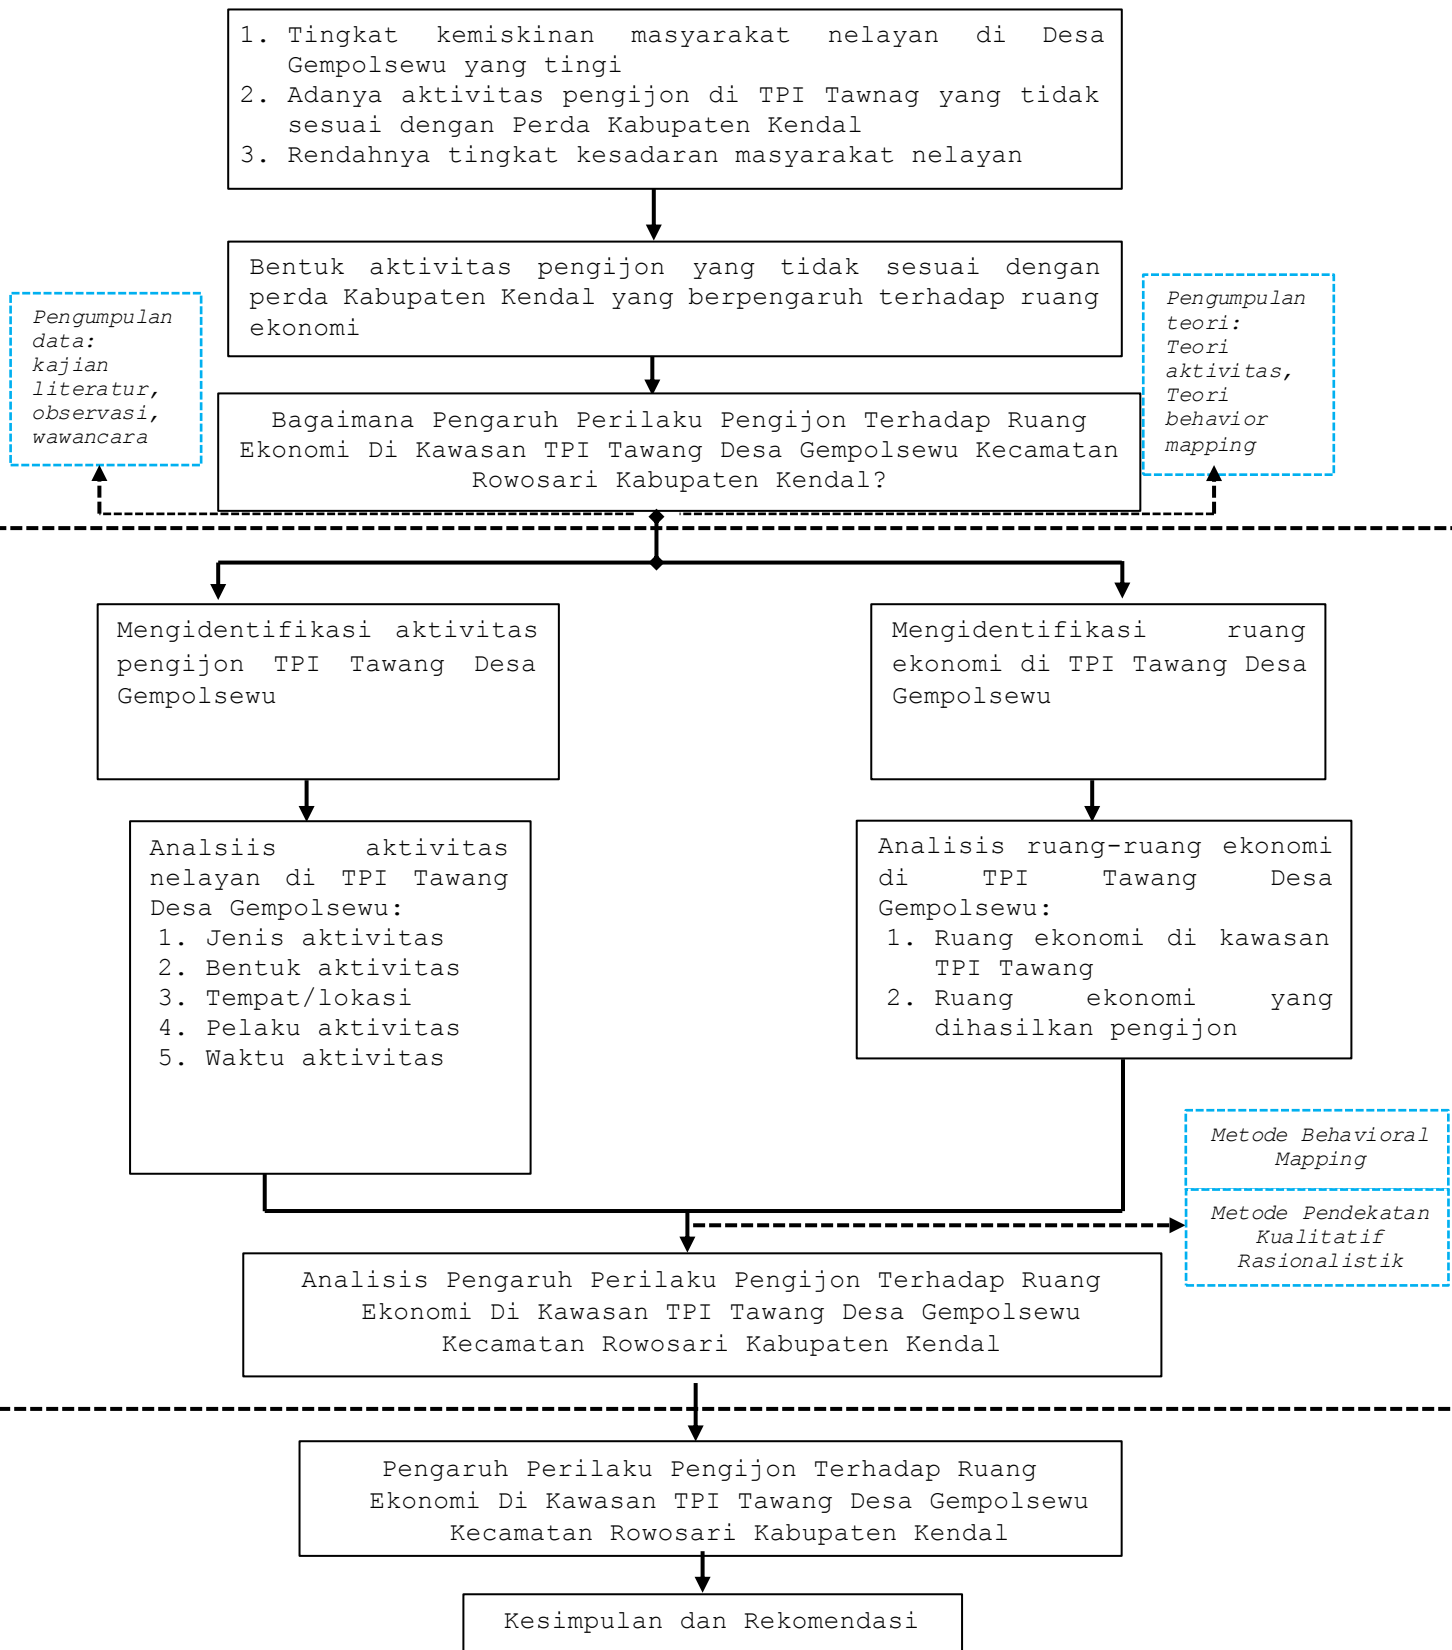 1. Tingkat kemiskinan masyarakat nelayan di Desa
Gempolsewu yang tingi
2. Adanya aktivitas pengijon di TPI Tawnag yang tidak
sesuai dengan Perda Kabupaten Kendal
3. Rendahnya tingkat kesadaran masyarakat nelayan
Bentuk aktivitas pengijon yang tidak sesuai dengan
perda Kabupaten Kendal yang berpengaruh terhadap ruang
ekonomi
Pengumpulan
data:
kajian
literatur,
observasi,
wawancara
Pengumpulan
teori:
Teori
aktivitas,
Teori
behavior
mapping
Bagaimana Pengaruh Perilaku Pengijon Terhadap Ruang
Ekonomi Di Kawasan TPI Tawang Desa Gempolsewu Kecamatan
Rowosari Kabupaten Kendal?
Mengidentifikasi aktivitas
pengijon TPI Tawang Desa
Gempolsewu
Mengidentifikasi ruang
ekonomi di TPI Tawang Desa
Gempolsewu
Analsiis aktivitas
nelayan di TPI Tawang
Desa Gempolsewu:
1. Jenis aktivitas
2. Bentuk aktivitas
3. Tempat/lokasi
4. Pelaku aktivitas
5. Waktu aktivitas
Analisis ruang-ruang ekonomi
di TPI Tawang Desa
Gempolsewu:
1. Ruang ekonomi di kawasan
TPI Tawang
2. Ruang ekonomi yang
dihasilkan pengijon
Metode Behavioral
Mapping
Metode Pendekatan
Kualitatif
Rasionalistik
Analisis Pengaruh Perilaku Pengijon Terhadap Ruang
Ekonomi Di Kawasan TPI Tawang Desa Gempolsewu
Kecamatan Rowosari Kabupaten Kendal
Pengaruh Perilaku Pengijon Terhadap Ruang
Ekonomi Di Kawasan TPI Tawang Desa Gempolsewu
Kecamatan Rowosari Kabupaten Kendal
Kesimpulan dan Rekomendasi